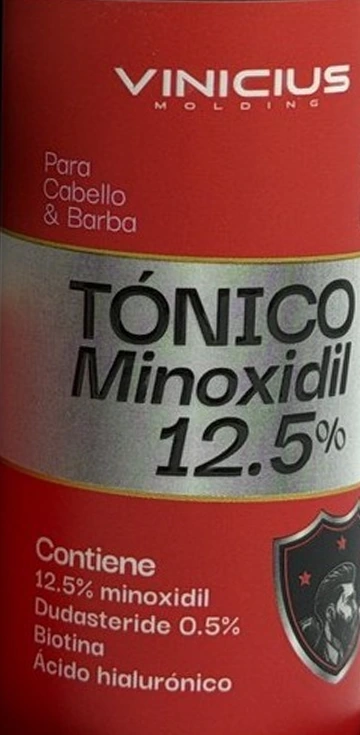 VINICIUS
MOLDING
Para
Cabello
& Barba
TÓNICO
Minoxidil
12.5%
Contiene
12.5% minoxidil
Dudasteride 0.5%
Biotina
Ácido hialurónico